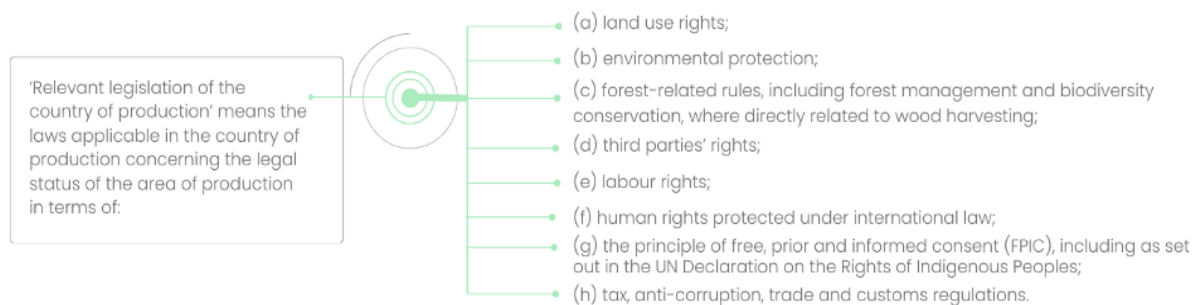 'Relevant legislation of the
country of production' means the
laws applicable in the country of
production concerning the legal
status of the area of production
in terms of:
(a) land use rights;
(b) environmental protection;
(c) forest-related rules, including forest management and biodiversity
conservation, where directly related to wood harvesting;
(d) third parties' rights;
(e) labour rights;
(f) human rights protected under international law;
(g) the principle of free, prior and informed consent (FPIC), including as set
out in the UN Declaration on the Rights of Indigenous Peoples;
(h) tax, anti-corruption, trade and customs regulations.